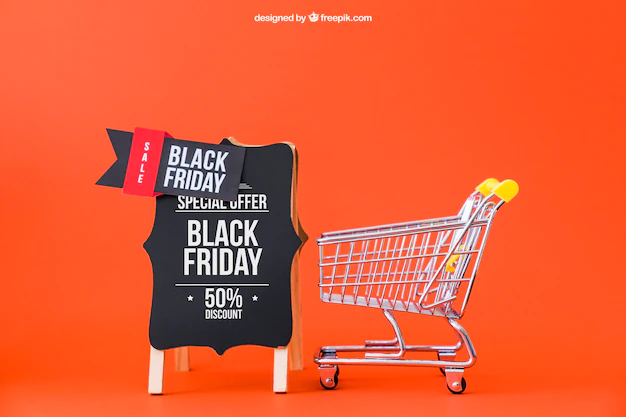 designed by freepik.com
SALE
BLACK
FRIDAY
SPECIAL OFFER
BLACK
FRIDAY
50%
DISCOUNT